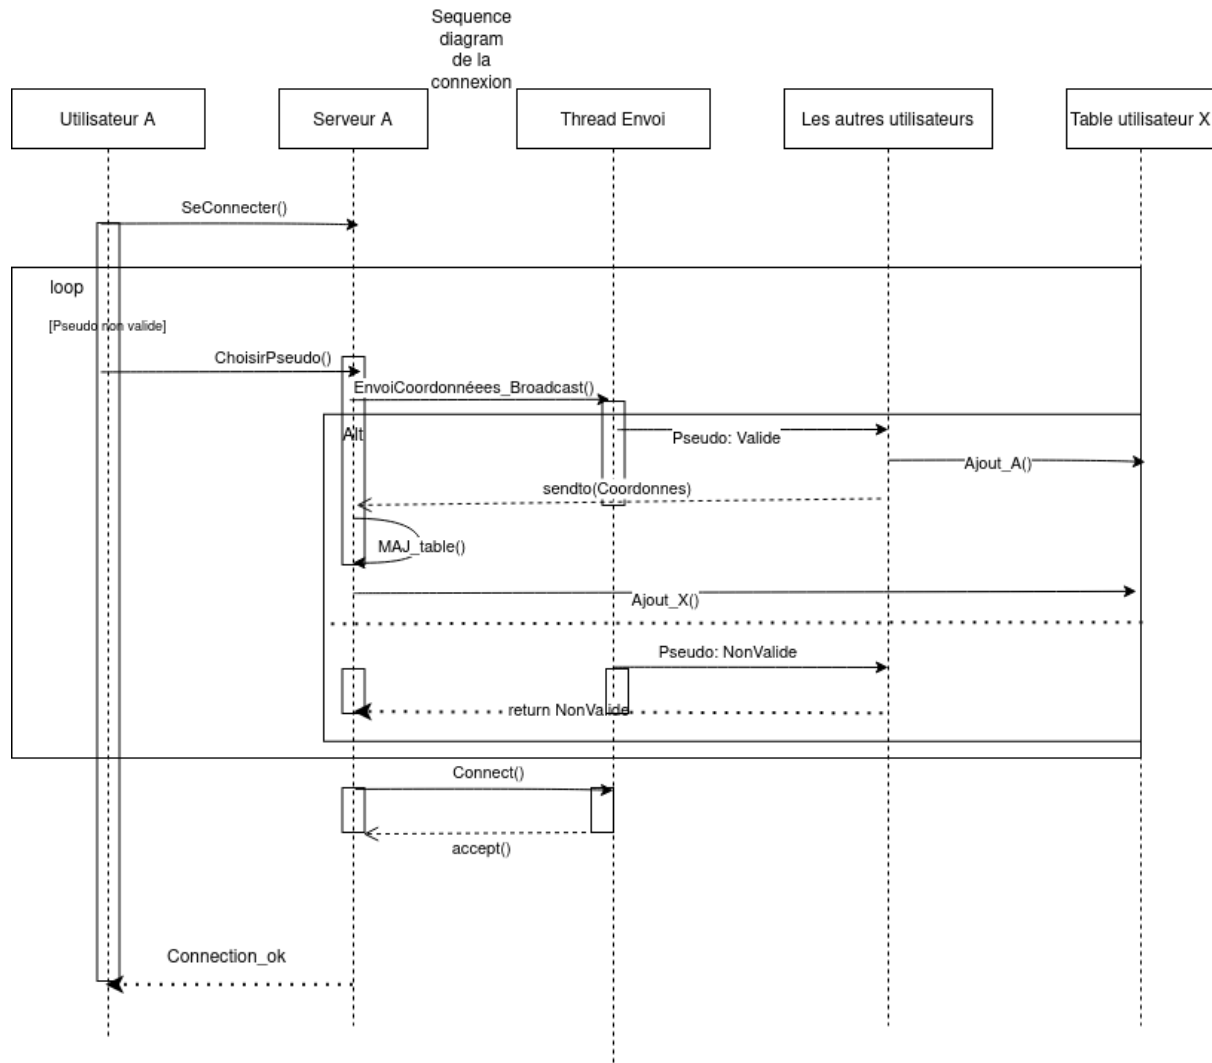 Sequence
diagram
de la
connexion
Utilisateur A
Serveur A
Thread Envoi
Les autres utilisateurs
Table utilisateur X
SeConnecter()
loop
[Pseudo non valide]
ChoisirPseudo()
EnvoiCoordonnéees_Broadcast()
Alt
Pseudo: Valide
Ajout_A()
sendto(Coordonnes)
MAJ_table()
Ajout_X()
Pseudo: NonValide
return NonValide
Connect()
accept()
Connection_ok